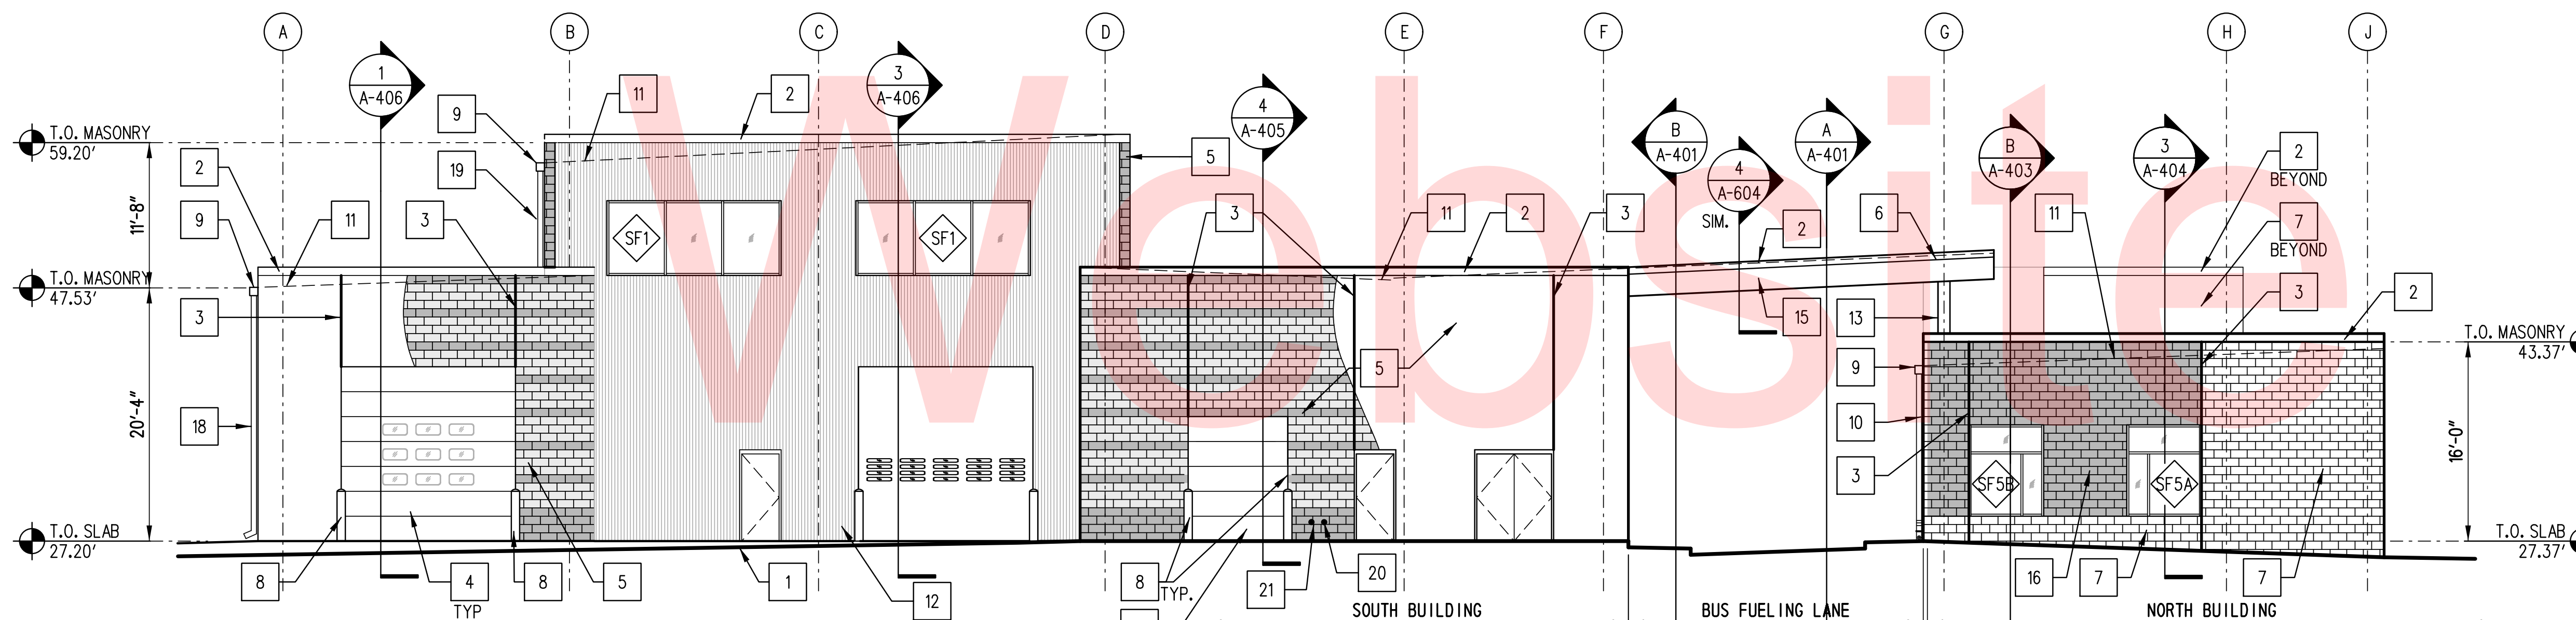 A
B
C
D
E
F
G
H
J
1
A-406
3
A-406
4
A-405
B
A-401
4
A-604
SIM.
A
A-401
B
A-403
3
A-404
2
BEYOND
7
BEYOND
T.O. MASONRY
59.20'
11'-8"
T.O. MASONRY
47.53'
20'-4"
T.O. SLAB
27.20'
2
9
11
3
3
18
9
19
11
2
5
3
11
2
3
2
6
15
13
9
10
3
11
3
2
T.O. MASONRY
43.37'
16'-0"
T.O. SLAB
27.37'
SF1
SF1
5
SF5B
SF5A
8
4
TYP
8
5
1
12
8
TYP.
21
20
16
7
7
SOUTH BUILDING
BUS FUELING LANE
NORTH BUILDING
Website